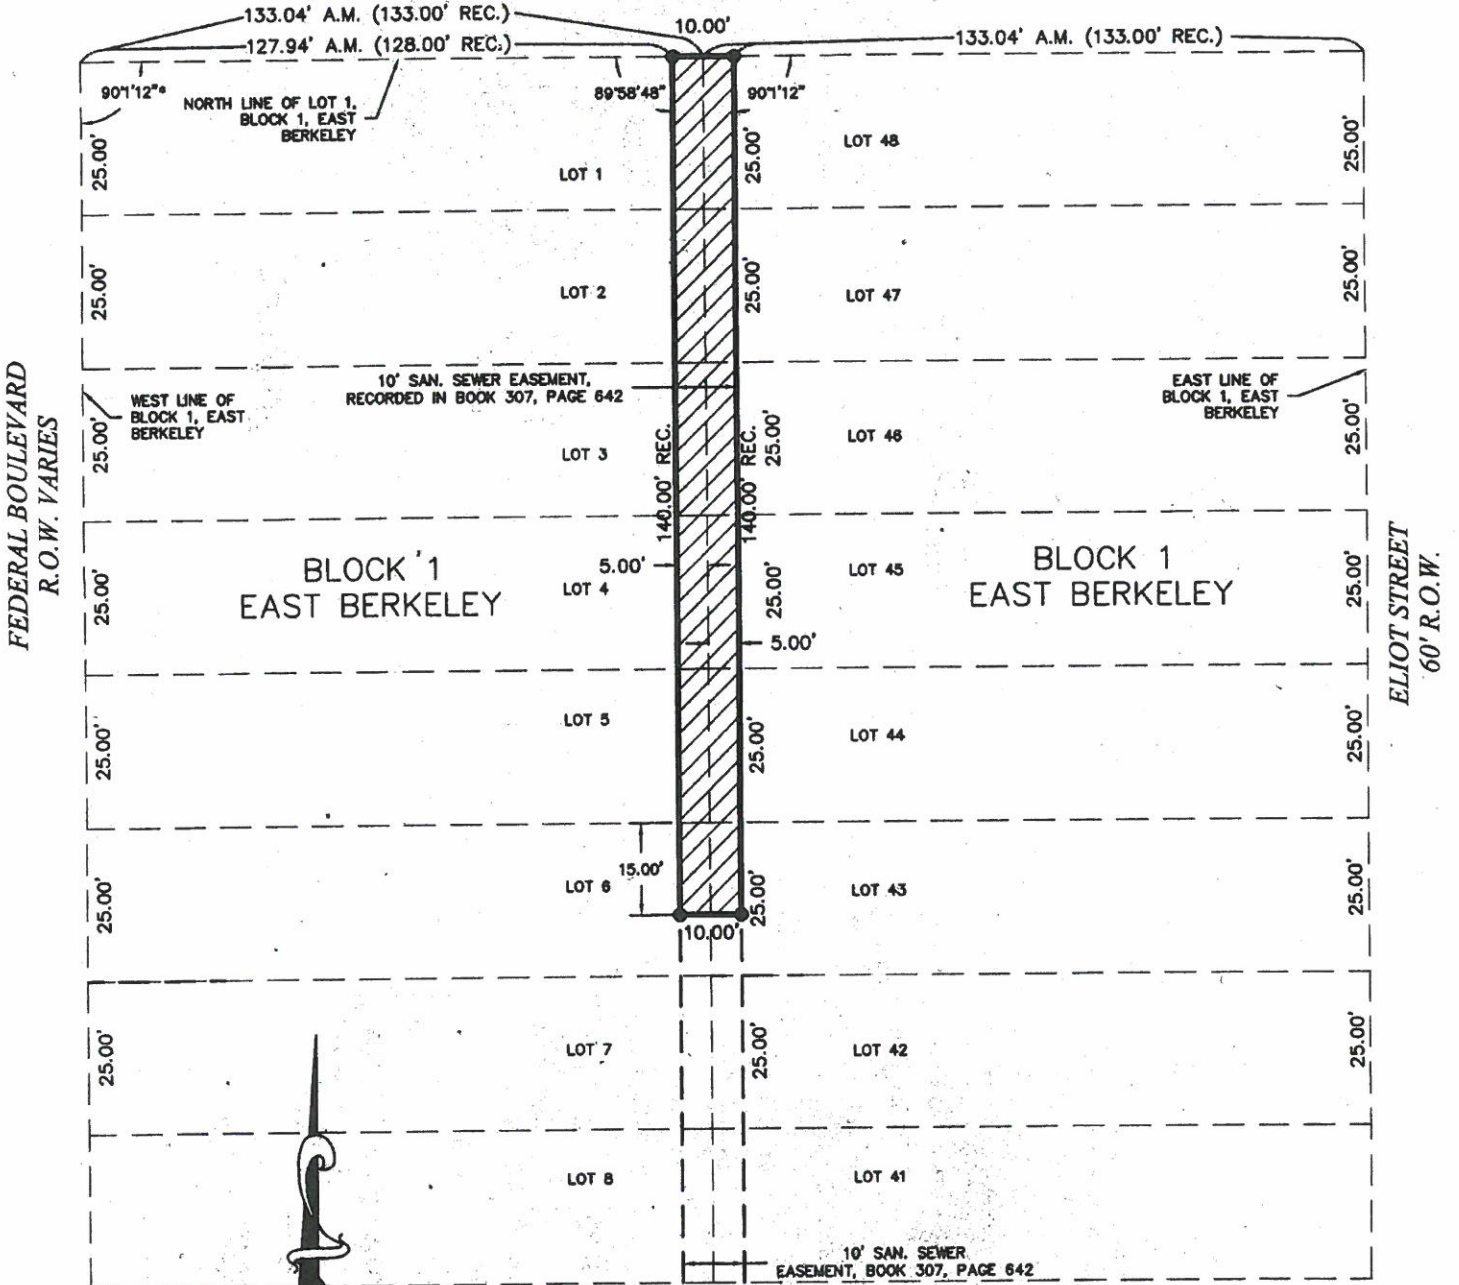 133.04' A.M. (133.00' REC.)
10.00'
127.94' A.M. (128.00' REC.)
133.04' A.M. (133.00' REC.)
90°1'12"
89°58'48"
90°1'12"
NORTH LINE OF LOT 1,
BLOCK 1, EAST
BERKELEY
25.00'
LOT 1
25.00'
LOT 48
25.00'
25.00'
LOT 2
25.00'
LOT 47
25.00'
10' SAN. SEWER EASEMENT,
RECORDED IN BOOK 307, PAGE 642
WEST LINE OF
BLOCK 1, EAST
BERKELEY
EAST LINE OF
BLOCK 1, EAST
BERKELEY
FEDERAL BOULEVARD
R.O.W. VARIES
25.00'
LOT 3
140.00' REC.
140.00' REC.
25.00'
LOT 46
25.00'
BLOCK 1
EAST BERKELEY
25.00'
LOT 4
5.00'
25.00'
LOT 45
5.00'
BLOCK 1
EAST BERKELEY
25.00'
ELIOT STREET
60' R.O.W.
25.00'
LOT 5
25.00'
LOT 44
25.00'
25.00'
LOT 6
15.00'
25.00'
LOT 43
25.00'
10.00'
25.00'
LOT 7
25.00'
LOT 42
25.00'
LOT 8
LOT 41
10' SAN. SEWER
EASEMENT, BOOK 307, PAGE 642